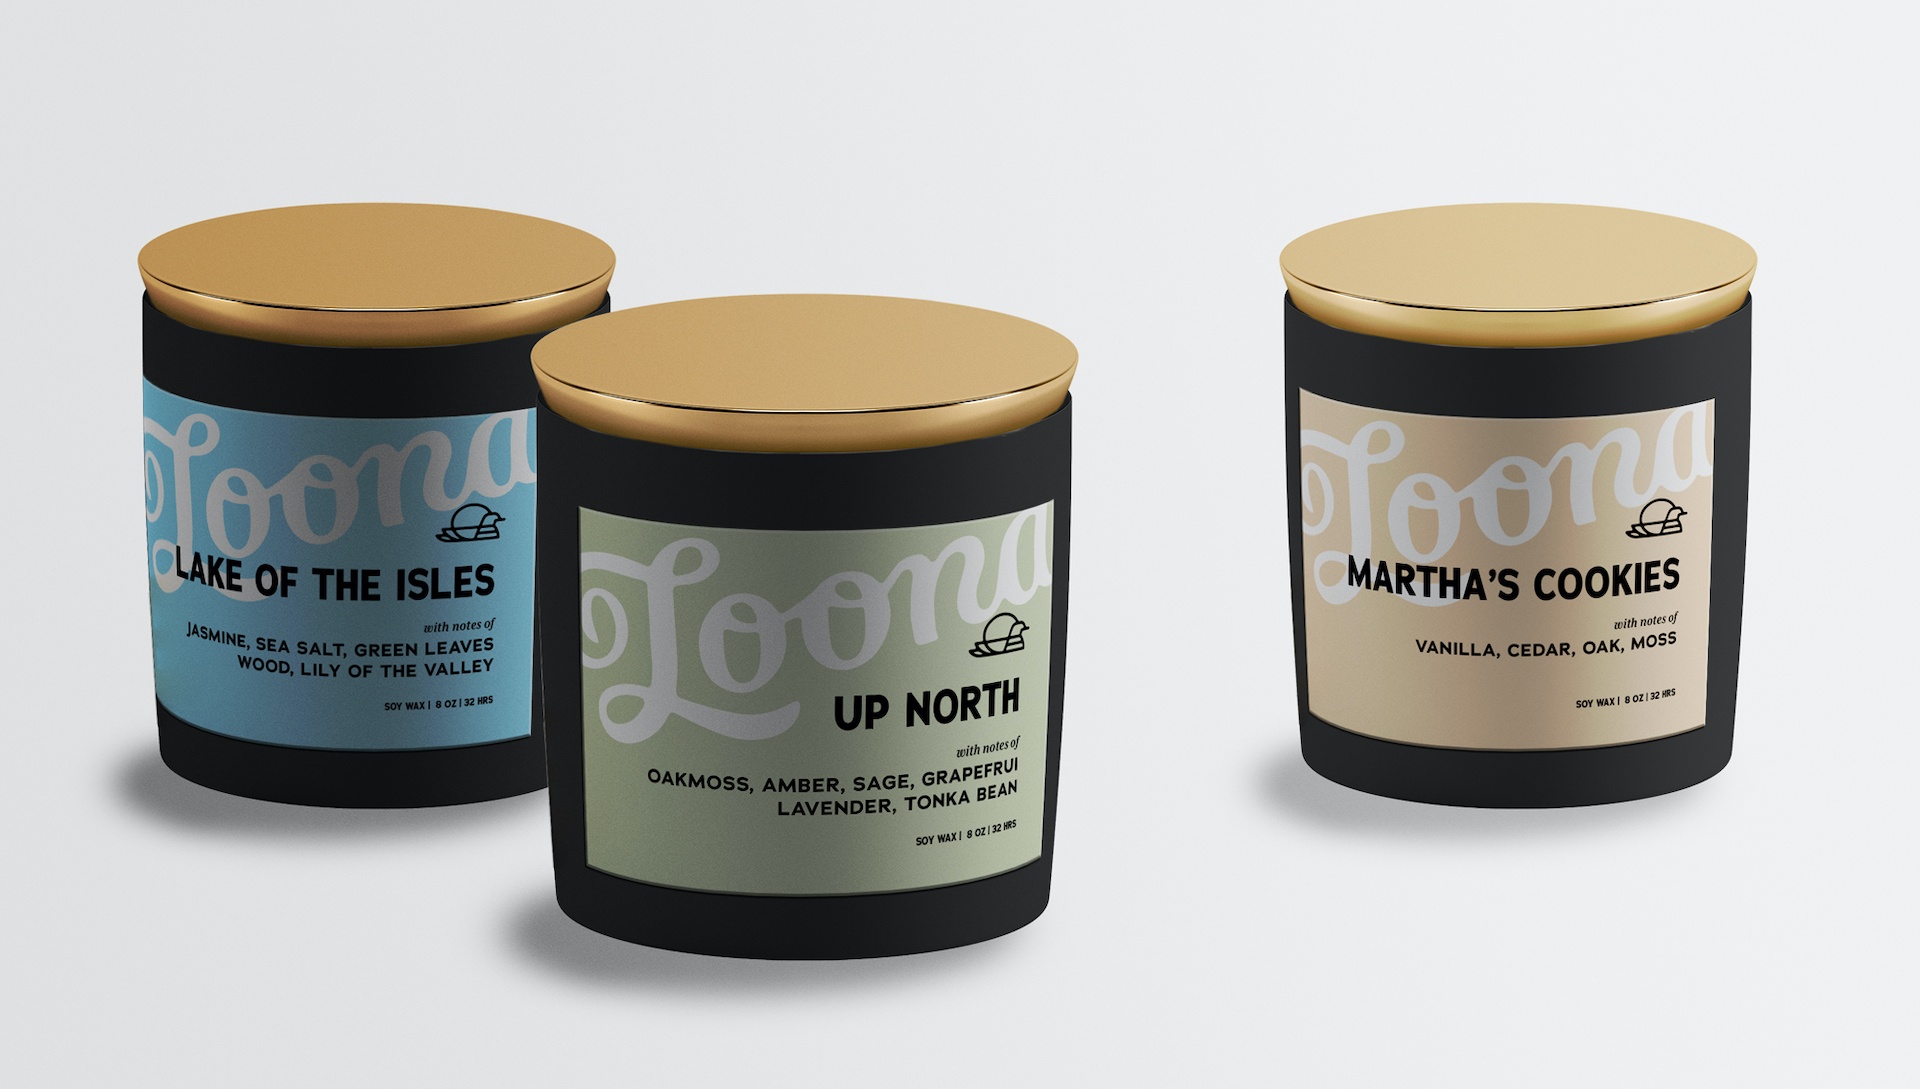 Loona
LAKE OF THE ISLES
with notes of
JASMINE, SEA SALT, GREEN LEAVES
WOOD, LILY OF THE VALLEY
SOY WAX | 8 OZ | 32 HRS
Loona
UP NORTH
with notes of
OAKMOSS, AMBER, SAGE, GRAPEFRUI
LAVENDER, TONKA BEAN
SOY WAX | 8 OZ | 32 HRS
Loona
MARTHA'S COOKIES
with notes of
VANILLA, CEDAR, OAK, MOSS
SOY WAX | 8 OZ | 32 HRS